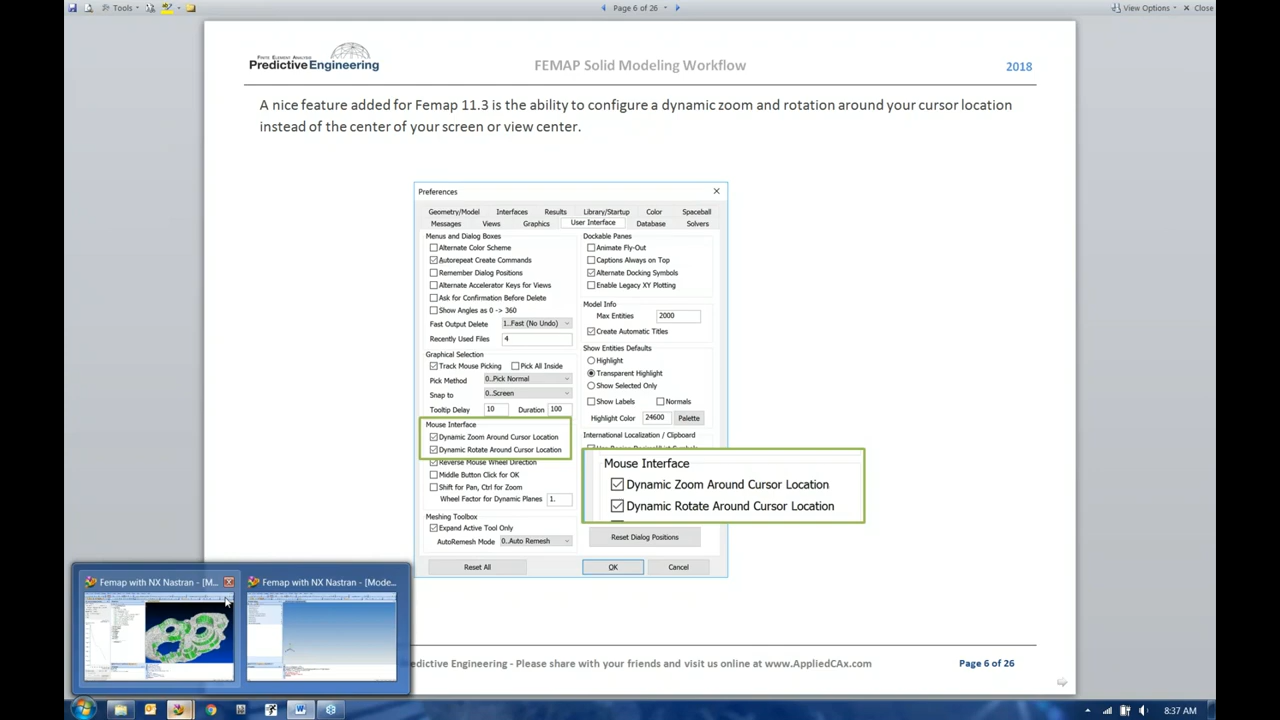 Tools
Page 6 of 26
View Options
Close
FINITE ELEMENT ANALYSIS
Predictive Engineering
FEMAP Solid Modeling Workflow
2018
A nice feature added for Femap 11.3 is the ability to configure a dynamic zoom and rotation around your cursor location
instead of the center of your screen or view center.
Preferences
Geometry/Model Interfaces Results Library/Startup Color Spaceball
Messages Views Graphics User Interface Database Solvers
Menus and Dialog Boxes
Alternate Color Scheme
Autorepeat Create Commands
Remember Dialog Positions
Alternate Accelerator Keys for Views
Ask for Confirmation Before Delete
Show Angles as 0 -> 360
Fast Output Delete 1..Fast (No Undo)
Recently Used Files 4
Graphical Selection
Track Mouse Picking Pick All Inside
Pick Method 0..Pick Normal
Snap to 0..Screen
Tooltip Delay 10 Duration 100
Mouse Interface
Dynamic Zoom Around Cursor Location
Dynamic Rotate Around Cursor Location
Reverse Mouse Wheel Direction
Middle Button Click for OK
Shift for Pan, Ctrl for Zoom
Wheel Factor for Dynamic Planes 1.
Meshing Toolbox
Expand Active Tool Only
AutoRemesh Mode 0..Auto Remesh
Dockable Panes
Animate Fly-Out
Captions Always on Top
Alternate Docking Symbols
Enable Legacy XY Plotting
Model Info
Max Entities 2000
Create Automatic Titles
Show Entities Defaults
Highlight
Transparent Highlight
Show Selected Only
Show Labels Normals
Highlight Color 24600 Palette
International Localization / Clipboard
Mouse Interface
Dynamic Zoom Around Cursor Location
Dynamic Rotate Around Cursor Location
Reset Dialog Positions
Reset All
OK
Cancel
Femap with NX Nastran - [M...
Femap with NX Nastran - [Mode...
Predictive Engineering - Please share with your friends and visit us online at www.AppliedCAx.com
Page 6 of 26
8:37 AM